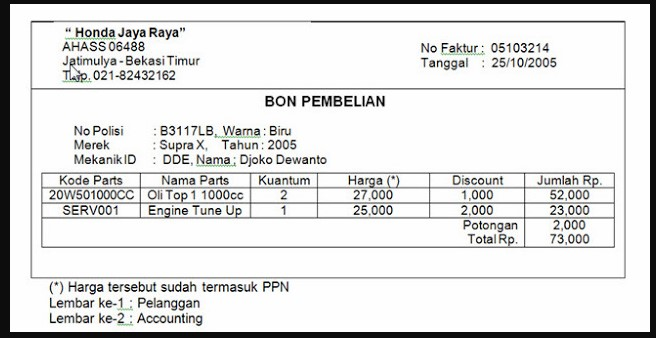 “ Honda Jaya Raya”
AHASS 06488
Jatimulya - Bekasi Timur
No Faktur : 05103214
Tanggal : 25/10/2005
021-82432162
BON PEMBELIAN
No Polisi : B3117LB, Warna : Biru
Merek : Supra X, Tahun : 2005
Mekanik ID : DDE, Nama ; Djoko Dewanto
Kode Parts Nama Parts Kuantum Harga (*) Discount Jumlah Rp.
20W501000CC Oli Top 1 1000cc 2 27,000 1,000 52,000
SERV001 Engine Tune Up 1 25,000 2,000 23,000
Potongan 2,000
Total Rp. 73,000
(*) Harga tersebut sudah termasuk PPN
Lembar ke-1 ; Pelanggan
Lembar ke-2 ; Accounting